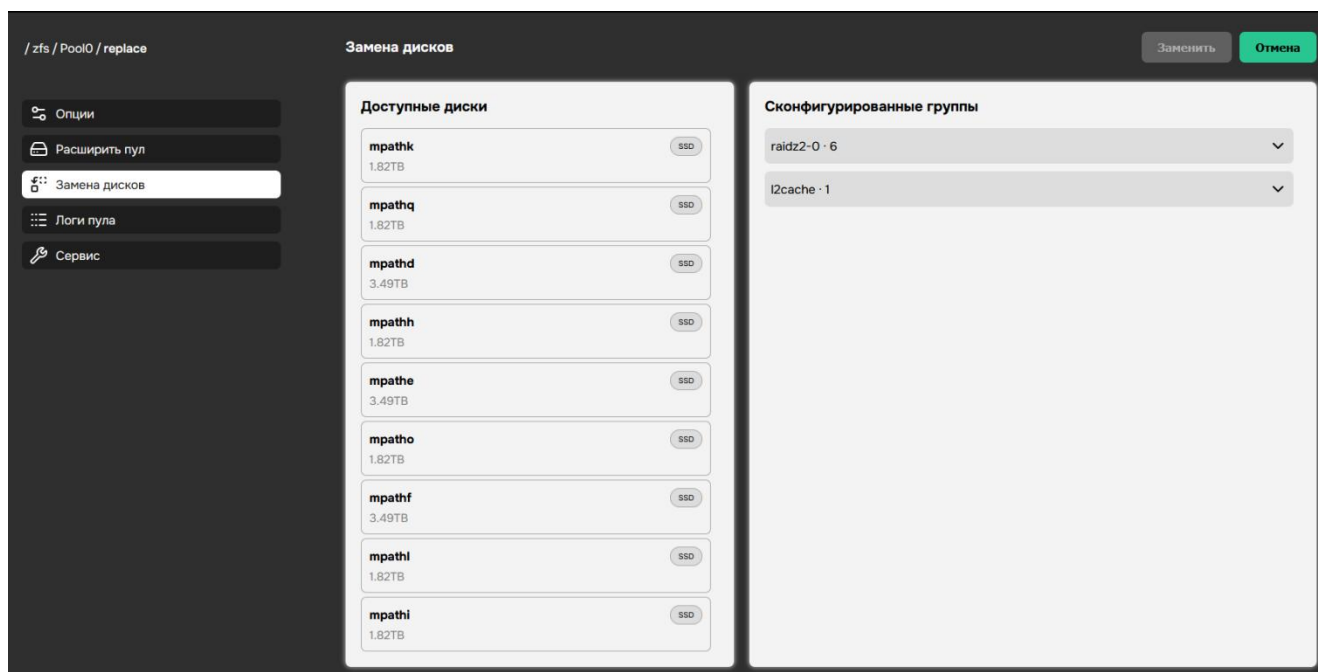 / zfs / Pool0 / replace
Замена дисков
Заменить
Отмена
Опции
Расширить пул
Замена дисков
Логи пула
Сервис
Доступные диски
mpathk
SSD
1.82TB
mpathq
SSD
1.82TB
mpathd
SSD
3.49TB
mpathh
SSD
1.82TB
mpathe
SSD
3.49TB
mpatho
SSD
1.82TB
mpathf
SSD
3.49TB
mpathl
SSD
1.82TB
mpathi
SSD
1.82TB
Сконфигурированные группы
raidz2-0 · 6
l2cache · 1